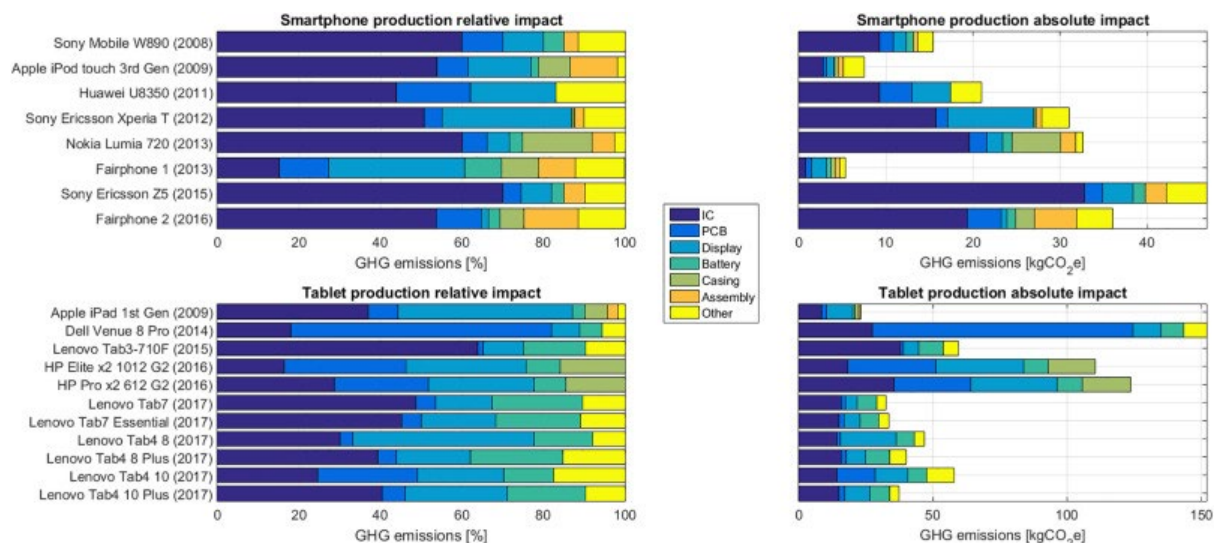 Smartphone production relative impact
Sony Mobile W890 (2008)
Apple iPod touch 3rd Gen (2009)
Huawei U8350 (2011)
Sony Ericsson Xperia T (2012)
Nokia Lumia 720 (2013)
Fairphone 1 (2013)
Sony Ericsson Z5 (2015)
Fairphone 2 (2016)
0 20 40 60 80 100
GHG emissions [%]
Smartphone production absolute impact
0 10 20 30 40
GHG emissions [kgCO2e]
IC
PCB
Display
Battery
Casing
Assembly
Other
Tablet production relative impact
Apple iPad 1st Gen (2009)
Dell Venue 8 Pro (2014)
Lenovo Tab3-710F (2015)
HP Elite x2 1012 G2 (2016)
HP Pro x2 612 G2 (2016)
Lenovo Tab7 (2017)
Lenovo Tab7 Essential (2017)
Lenovo Tab4 8 (2017)
Lenovo Tab4 8 Plus (2017)
Lenovo Tab4 10 (2017)
Lenovo Tab4 10 Plus (2017)
0 20 40 60 80 100
GHG emissions [%]
Tablet production absolute impact
0 50 100 150
GHG emissions [kgCO2e]